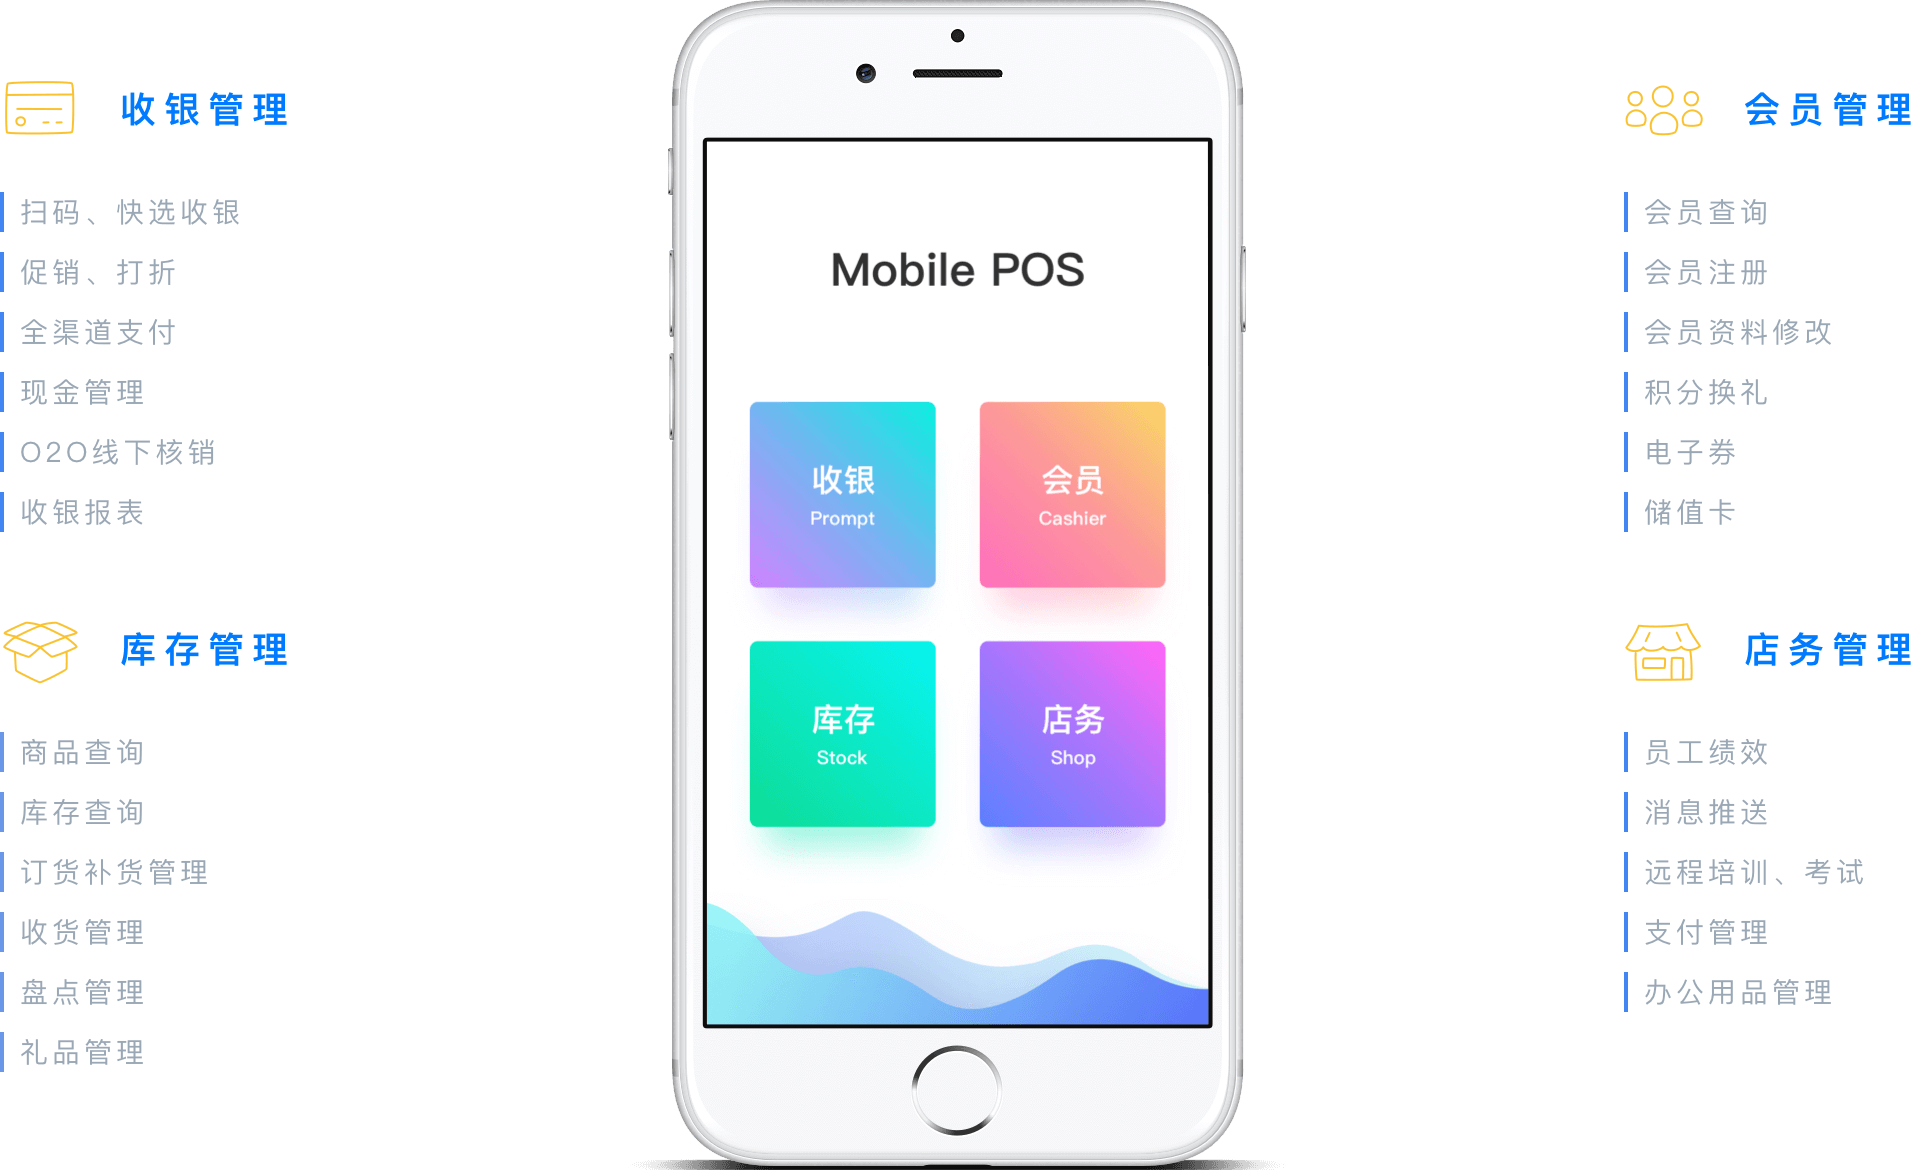 收银管理
扫码、快选收银
促销、打折
全渠道支付
现金管理
O2O线下核销
收银报表
库存管理
商品查询
库存查询
订货补货管理
收货管理
盘点管理
礼品管理
Mobile POS
收银
Prompt
会员
Cashier
库存
Stock
店务
Shop
会员管理
会员查询
会员注册
会员资料修改
积分换礼
电子券
储值卡
店务管理
员工绩效
消息推送
远程培训、考试
支付管理
办公用品管理